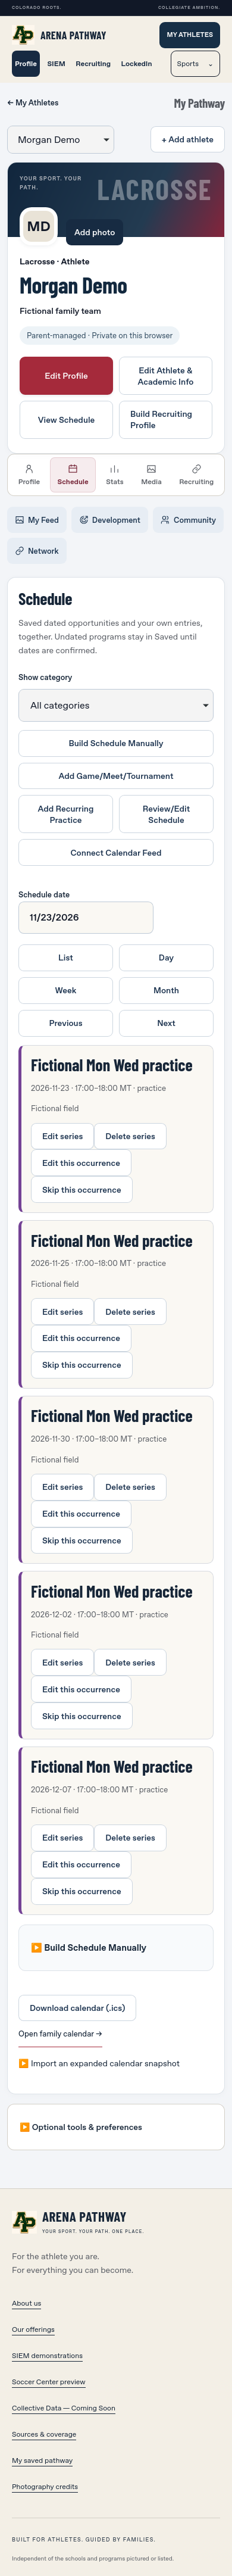 COLORADO ROOTS.
COLLEGIATE AMBITION.
AP
ARENA PATHWAY
MY ATHLETES
Profile
SIEM
Recruiting
LockedIn
Sports
← My Athletes
My Pathway
Morgan Demo
+ Add athlete
YOUR SPORT. YOUR
PATH.
LACROSSE
MD
Add photo
Lacrosse · Athlete
Morgan Demo
Fictional family team
Parent-managed · Private on this browser
Edit Profile
Edit Athlete &
Academic Info
View Schedule
Build Recruiting
Profile
Profile
Schedule
Stats
Media
Recruiting
My Feed
Development
Community
Network
Schedule
Saved dated opportunities and your own entries,
together. Undated programs stay in Saved until
dates are confirmed.
Show category
All categories
Build Schedule Manually
Add Game/Meet/Tournament
Add Recurring
Practice
Review/Edit
Schedule
Connect Calendar Feed
Schedule date
11/23/2026
List
Day
Week
Month
Previous
Next
Fictional Mon Wed practice
2026-11-23 · 17:00–18:00 MT · practice
Fictional field
Edit series
Delete series
Edit this occurrence
Skip this occurrence
Fictional Mon Wed practice
2026-11-25 · 17:00–18:00 MT · practice
Fictional field
Edit series
Delete series
Edit this occurrence
Skip this occurrence
Fictional Mon Wed practice
2026-11-30 · 17:00–18:00 MT · practice
Fictional field
Edit series
Delete series
Edit this occurrence
Skip this occurrence
Fictional Mon Wed practice
2026-12-02 · 17:00–18:00 MT · practice
Fictional field
Edit series
Delete series
Edit this occurrence
Skip this occurrence
Fictional Mon Wed practice
2026-12-07 · 17:00–18:00 MT · practice
Fictional field
Edit series
Delete series
Edit this occurrence
Skip this occurrence
▶ Build Schedule Manually
Download calendar (.ics)
Open family calendar →
▶ Import an expanded calendar snapshot
▶ Optional tools & preferences
AP
ARENA PATHWAY
YOUR SPORT. YOUR PATH. ONE PLACE.
For the athlete you are.
For everything you can become.
About us
Our offerings
SIEM demonstrations
Soccer Center preview
Collective Data — Coming Soon
Sources & coverage
My saved pathway
Photography credits
BUILT FOR ATHLETES. GUIDED BY FAMILIES.
Independent of the schools and programs pictured or listed.